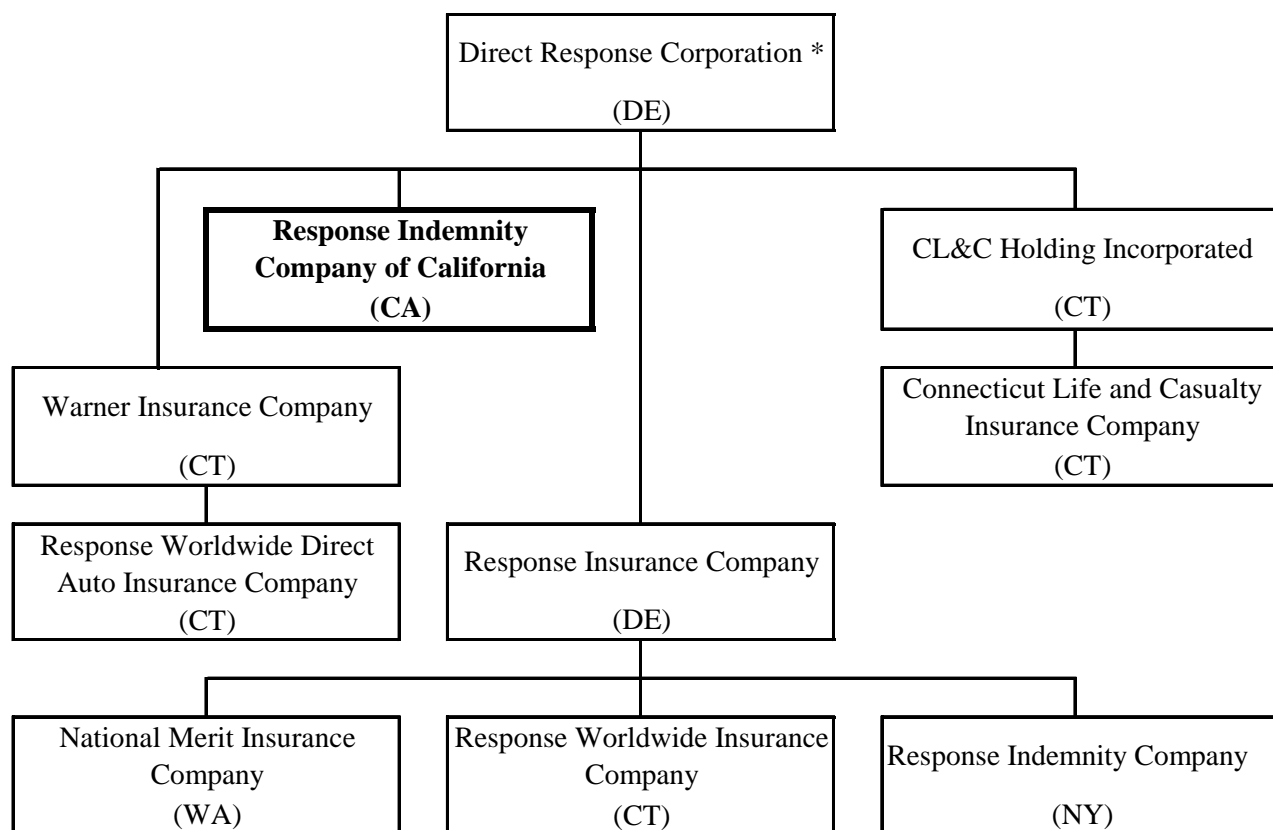 Direct Response Corporation *
(DE)
Response Indemnity
Company of California
(CA)
CL&C Holding Incorporated
(CT)
Warner Insurance Company
(CT)
Connecticut Life and Casualty
Insurance Company
(CT)
Response Worldwide Direct
Auto Insurance Company
(CT)
Response Insurance Company
(DE)
National Merit Insurance
Company
(WA)
Response Worldwide Insurance
Company
(CT)
Response Indemnity Company
(NY)